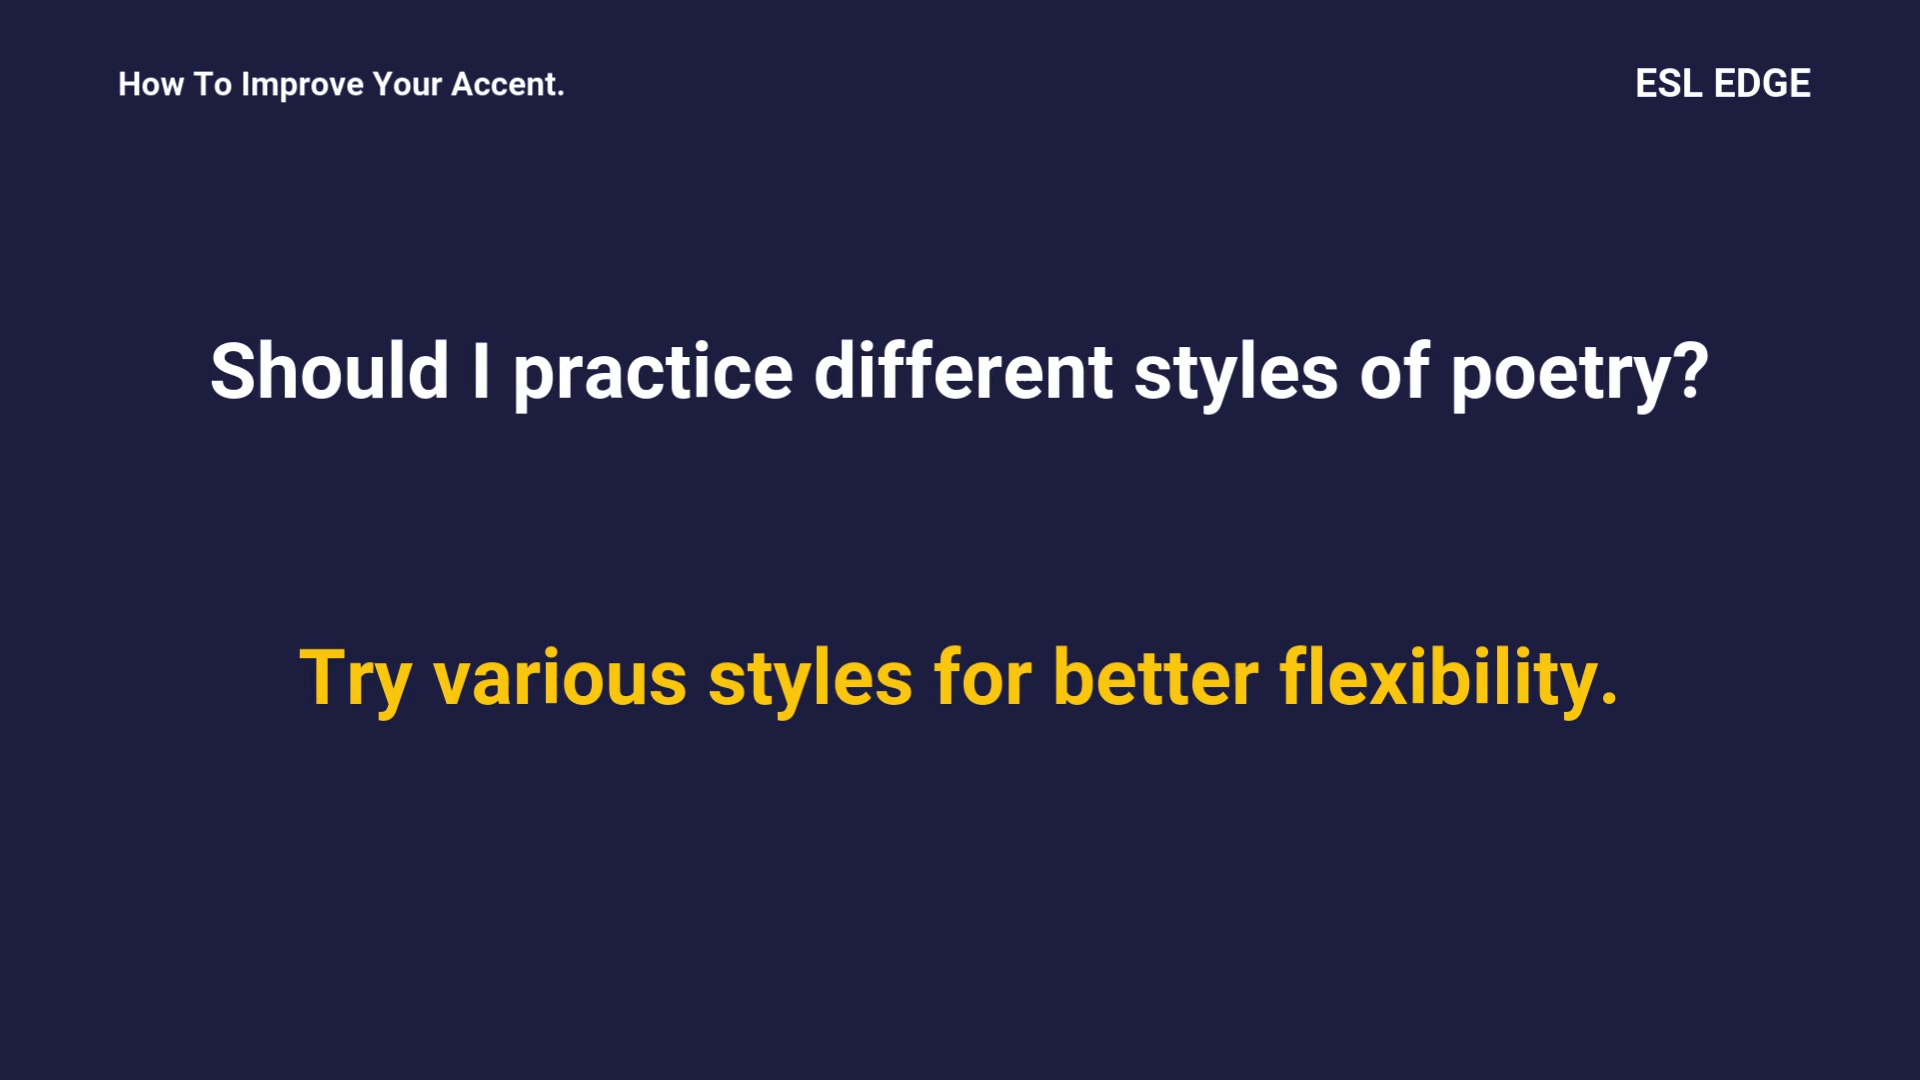 How To Improve Your Accent.
ESL EDGE
Should I practice different styles of poetry?
Try various styles for better flexibility.